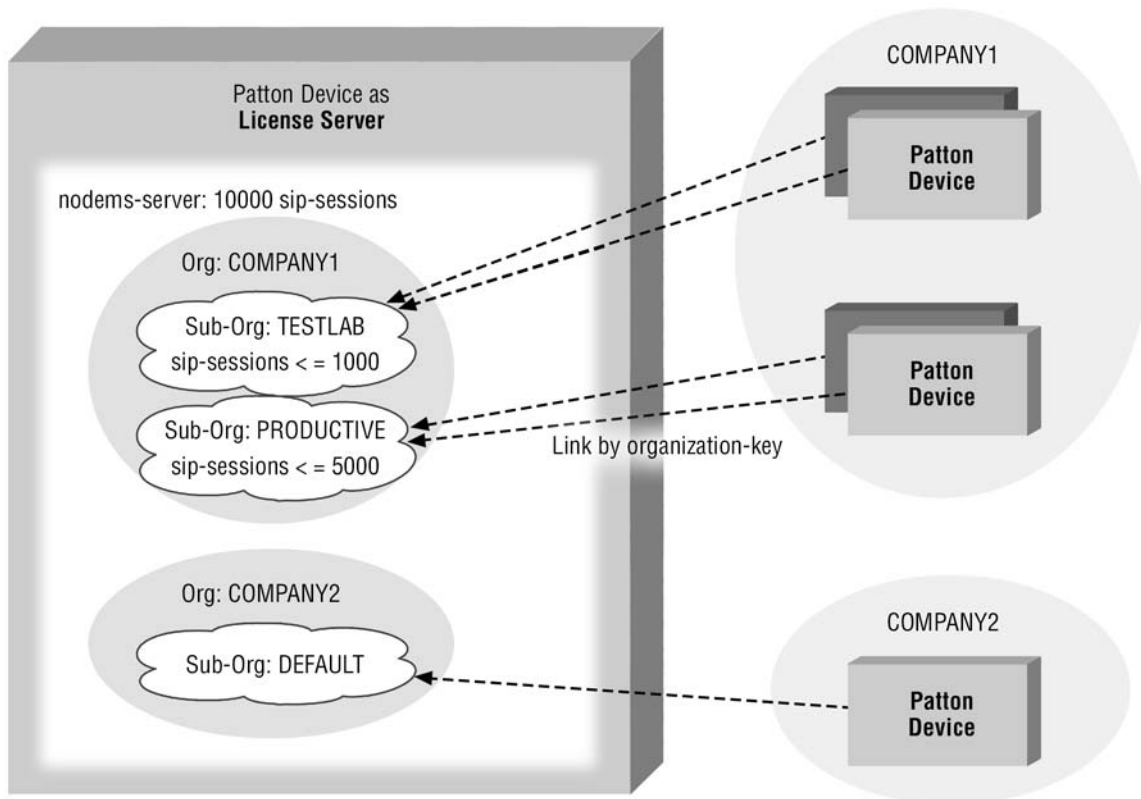 Patton Device as
License Server
nodems-server: 10000 sip-sessions
Org: COMPANY1
Sub-Org: TESTLAB
sip-sessions < = 1000
Sub-Org: PRODUCTIVE
sip-sessions < = 5000
Link by organization-key
Org: COMPANY2
Sub-Org: DEFAULT
COMPANY1
Patton
Device
Patton
Device
COMPANY2
Patton
Device